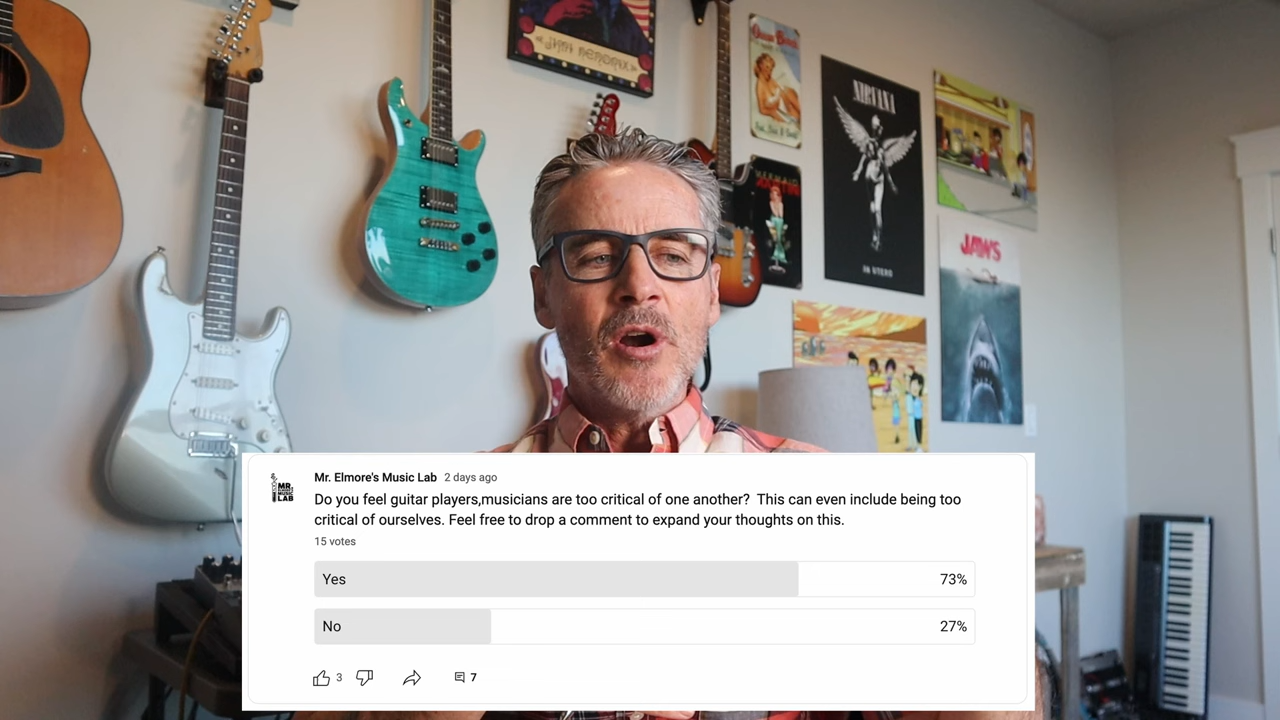 JIMI HENDRIX
NIRVANA
IN UTERO
JAWS
MR.
ELMORE'S
MUSIC
LAB
Mr. Elmore's Music Lab 2 days ago
Do you feel guitar players,musicians are too critical of one another? This can even include being too
critical of ourselves. Feel free to drop a comment to expand your thoughts on this.
15 votes
Yes 73%
No 27%
3 7